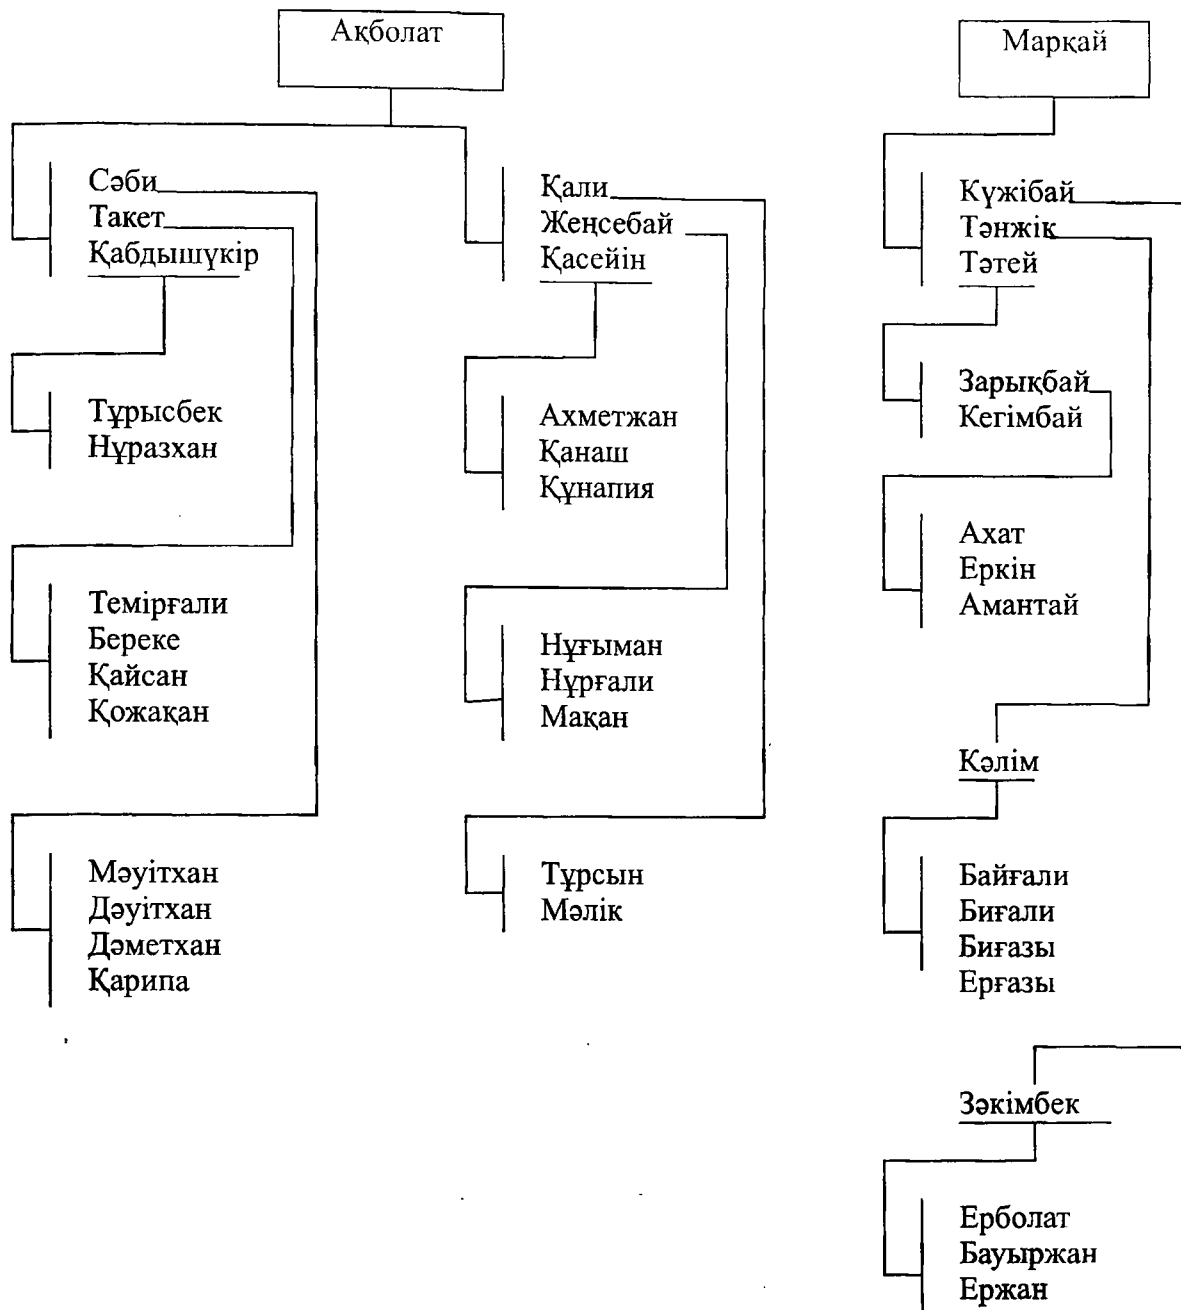 Ақболат
Сәби
Такет
Қабдышүкір
Тұрысбек
Нұразхан
Темірғали
Береке
Қайсан
Қожақан
Мәуітхан
Дәуітхан
Дәметхан
Қарипа
Қали
Жеңсебай
Қасейін
Ахметжан
Қанаш
Құнапия
Нұғыман
Нұрғали
Мақан
Тұрсын
Мәлік
Марқай
Күжібай
Тәнжік
Тәтей
Зарықбай
Кегімбай
Ахат
Еркін
Амантай
Кәлім
Байғали
Биғали
Биғазы
Ерғазы
Зәкімбек
Ерболат
Бауыржан
Ержан